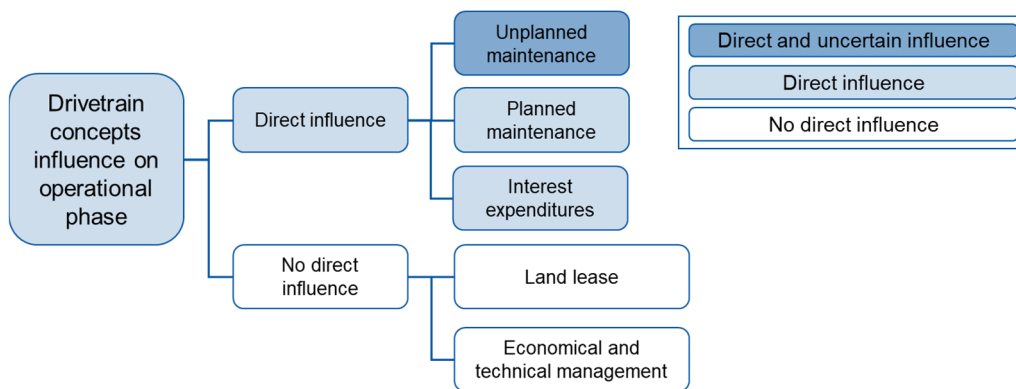 Drivetrain
concepts
influence on
operational
phase
Direct influence
Unplanned
maintenance
Planned
maintenance
Interest
expenditures
No direct
influence
Land lease
Economical and
technical management
Direct and uncertain influence
Direct influence
No direct influence